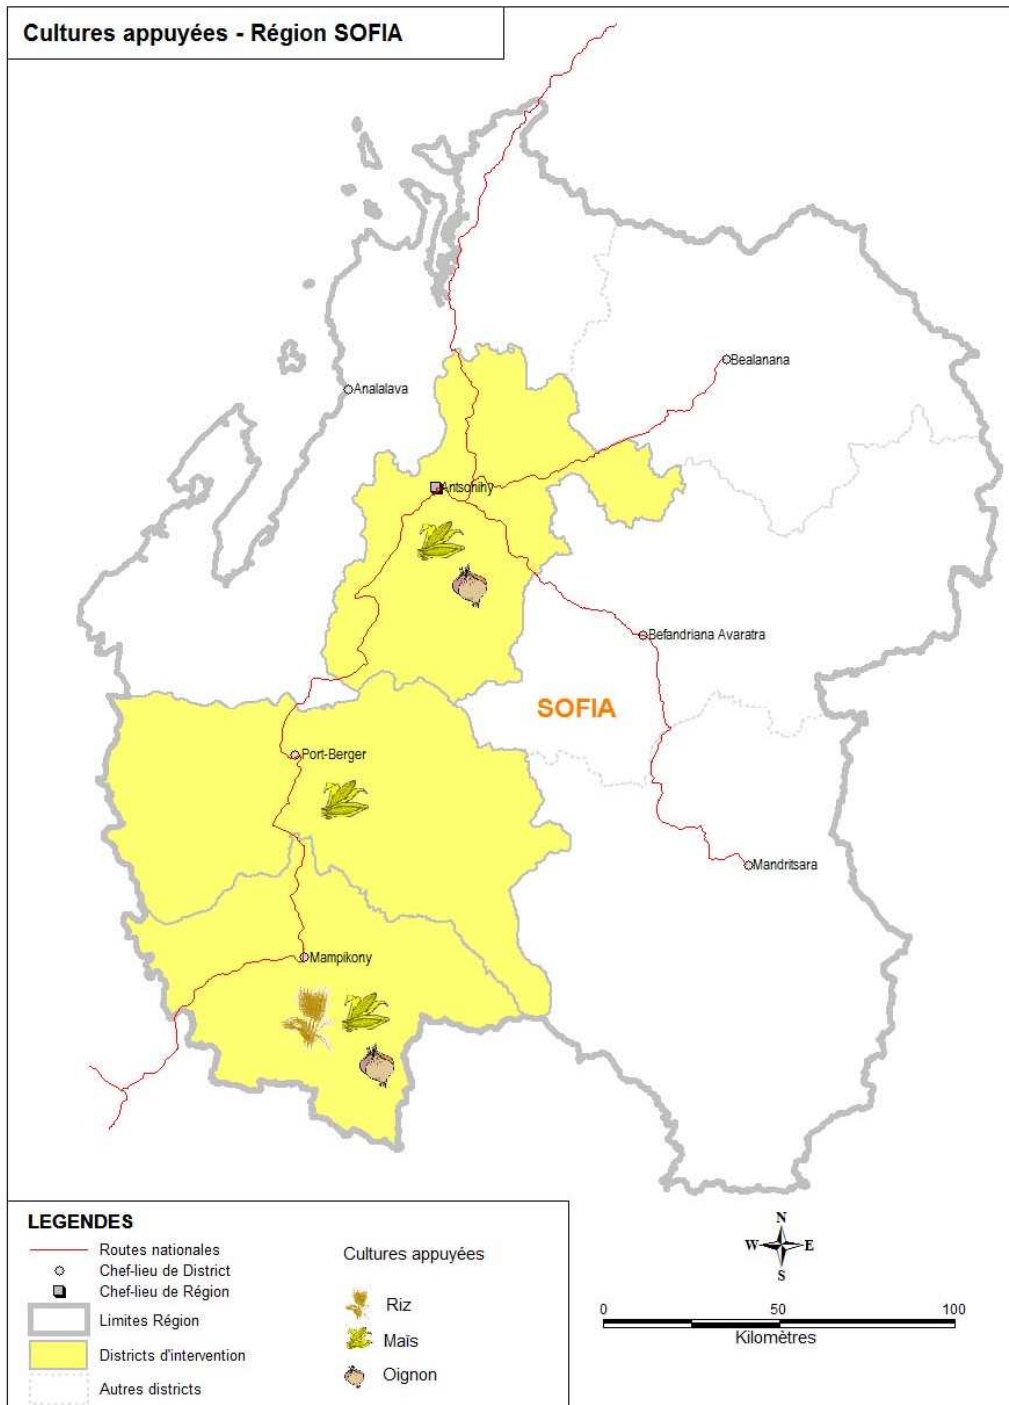 Cultures appuyées - Région SOFIA
Bealanana
Analalava
Antsohihy
Befandriana Avaratra
SOFIA
Port-Berger
Mandritsara
Mampikony
LEGENDES
Routes nationales
Chef-lieu de District
Chef-lieu de Région
Limites Région
Districts d'intervention
Autres districts
Cultures appuyées
Riz
Maïs
Oignon
N
W E
S
0 50 100
Kilomètres